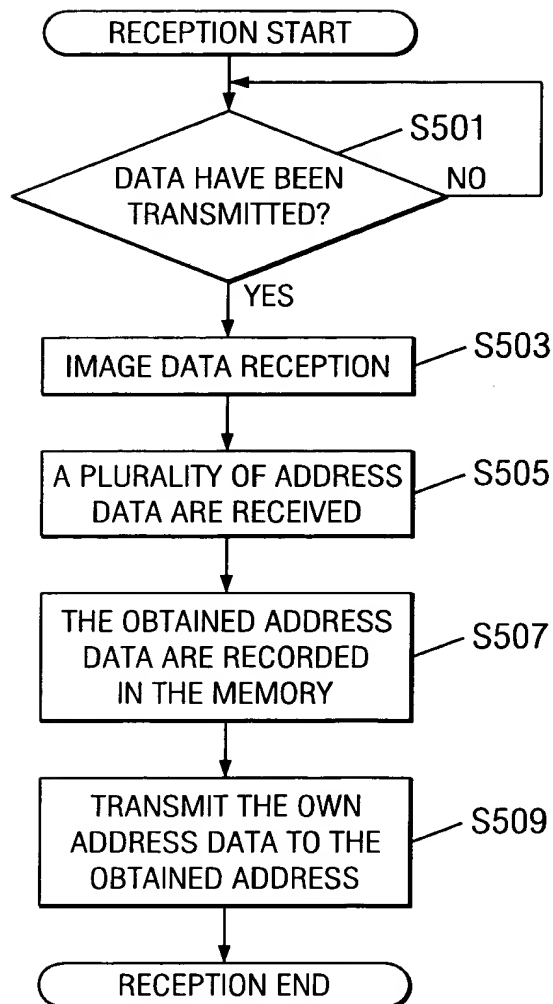 RECEPTION START
S501
DATA HAVE BEEN
TRANSMITTED?
NO
YES
IMAGE DATA RECEPTION
S503
A PLURALITY OF ADDRESS
DATA ARE RECEIVED
S505
THE OBTAINED ADDRESS
DATA ARE RECORDED
IN THE MEMORY
S507
TRANSMIT THE OWN
ADDRESS DATA TO THE
OBTAINED ADDRESS
S509
RECEPTION END